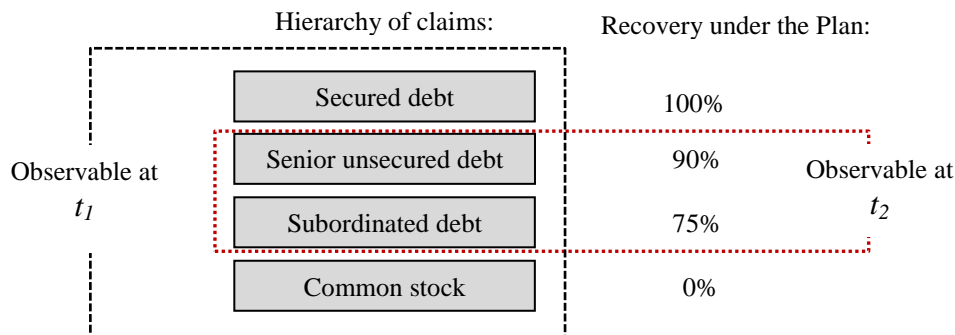 Hierarchy of claims:
Recovery under the Plan:
Secured debt
100%
Senior unsecured debt
90%
Observable at
t1
Observable at
t2
Subordinated debt
75%
Common stock
0%